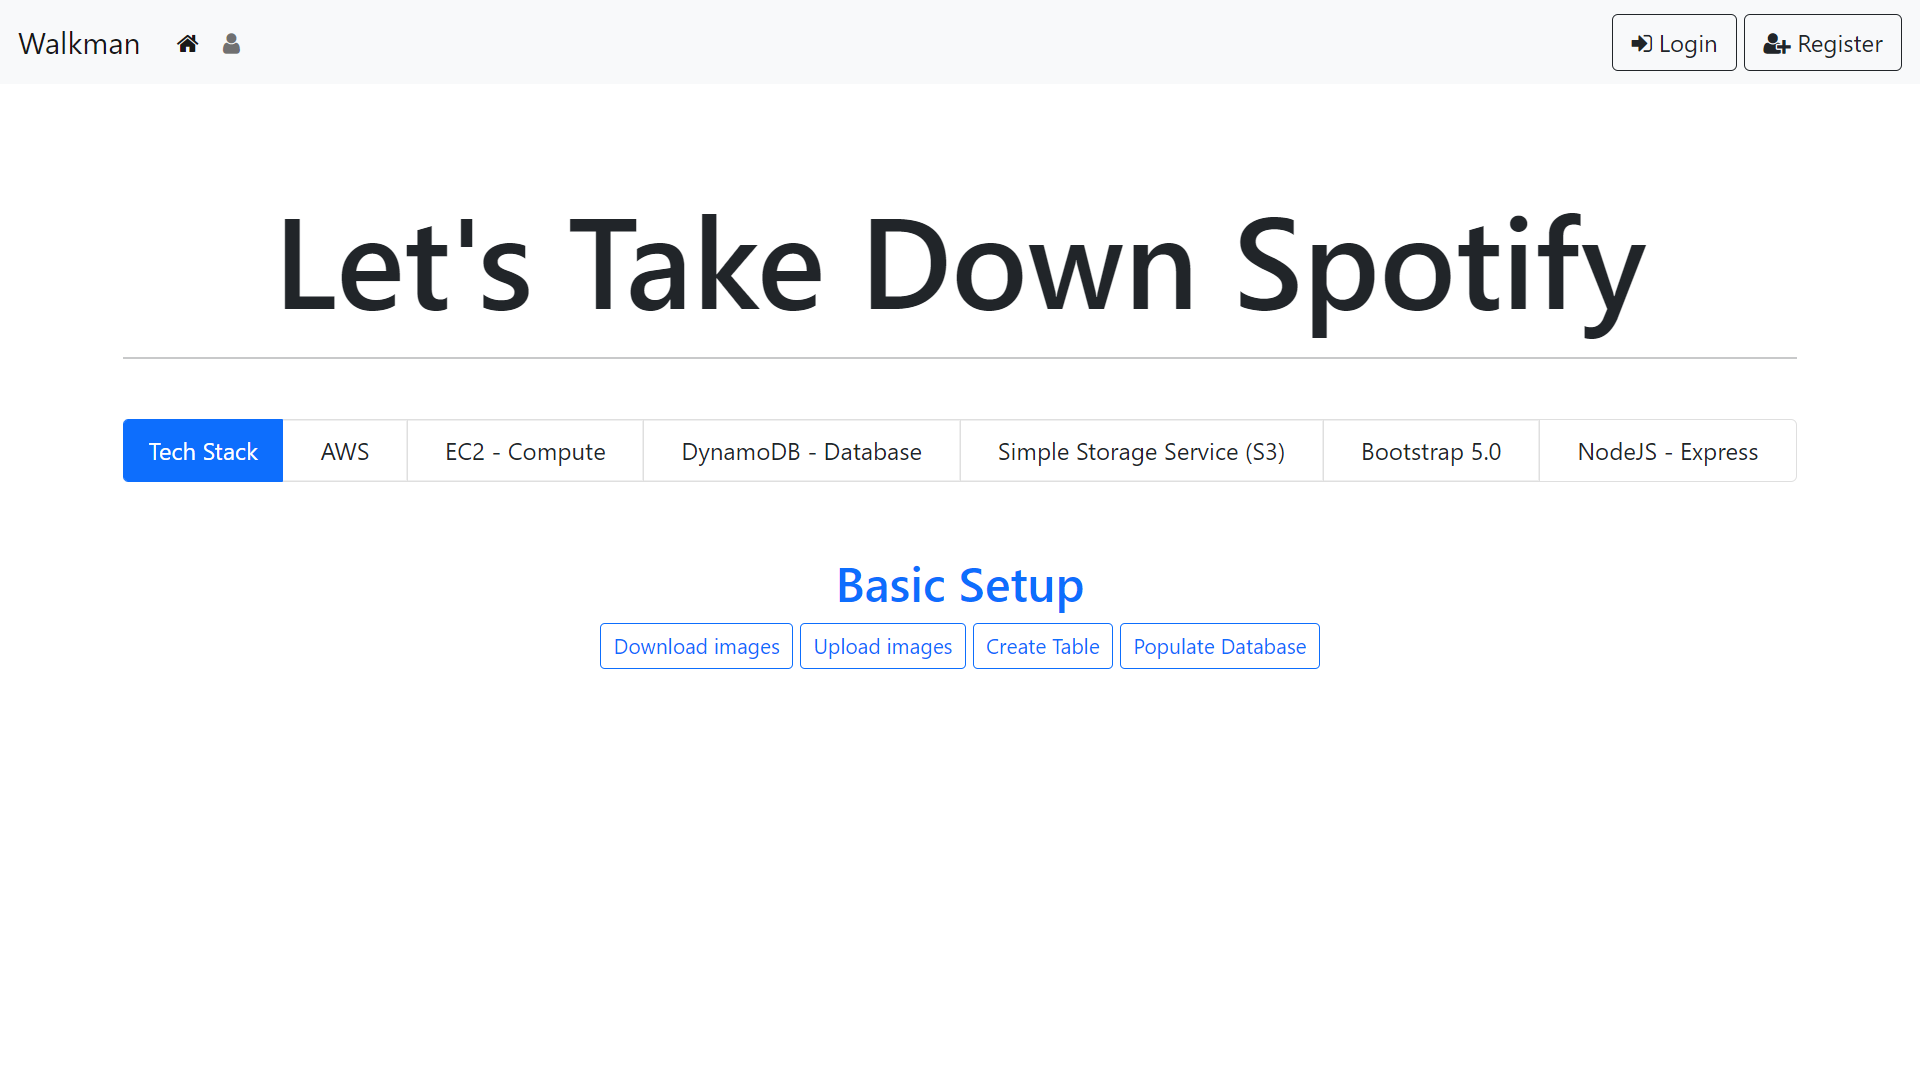 Walkman Login Register
Let's Take Down Spotify
Tech Stack AWS EC2 - Compute DynamoDB - Database Simple Storage Service (S3) Bootstrap 5.0 NodeJS - Express
Basic Setup
Download images Upload images Create Table Populate Database